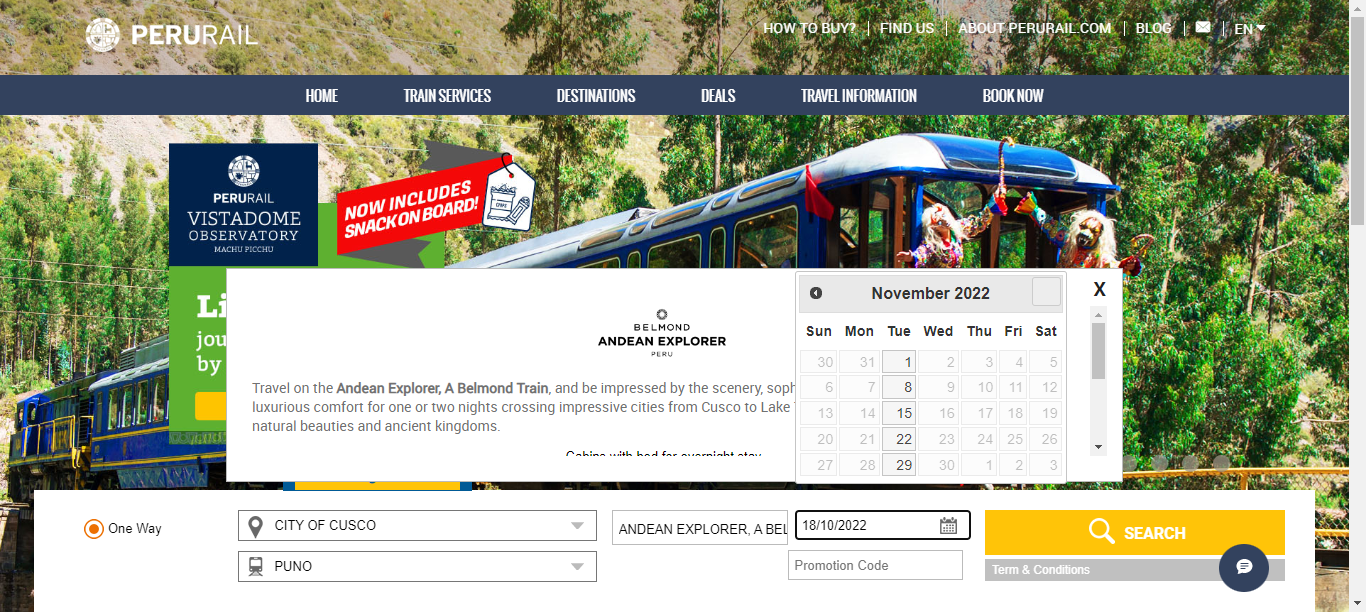 PERURAIL
HOW TO BUY?
FIND US
ABOUT PERURAIL.COM
BLOG
EN
HOME
TRAIN SERVICES
DESTINATIONS
DEALS
TRAVEL INFORMATION
BOOK NOW
PERURAIL
VISTADOME
OBSERVATORY
MACHU PICCHU
NOW INCLUDES
SNACK ON BOARD!
Li
jou
by
BELMOND
ANDEAN EXPLORER
PERU
Travel on the Andean Explorer, A Belmond Train, and be impressed by the scenery, soph
luxurious comfort for one or two nights crossing impressive cities from Cusco to Lake
natural beauties and ancient kingdoms.
Cabins with bed for overnight stay
November 2022
X
Sun Mon Tue Wed Thu Fri Sat
30 31 1 2 3 4 5
6 7 8 9 10 11 12
13 14 15 16 17 18 19
20 21 22 23 24 25 26
27 28 29 30 1 2 3
One Way
CITY OF CUSCO
ANDEAN EXPLORER, A BEL
18/10/2022
SEARCH
PUNO
Promotion Code
Term & Conditions